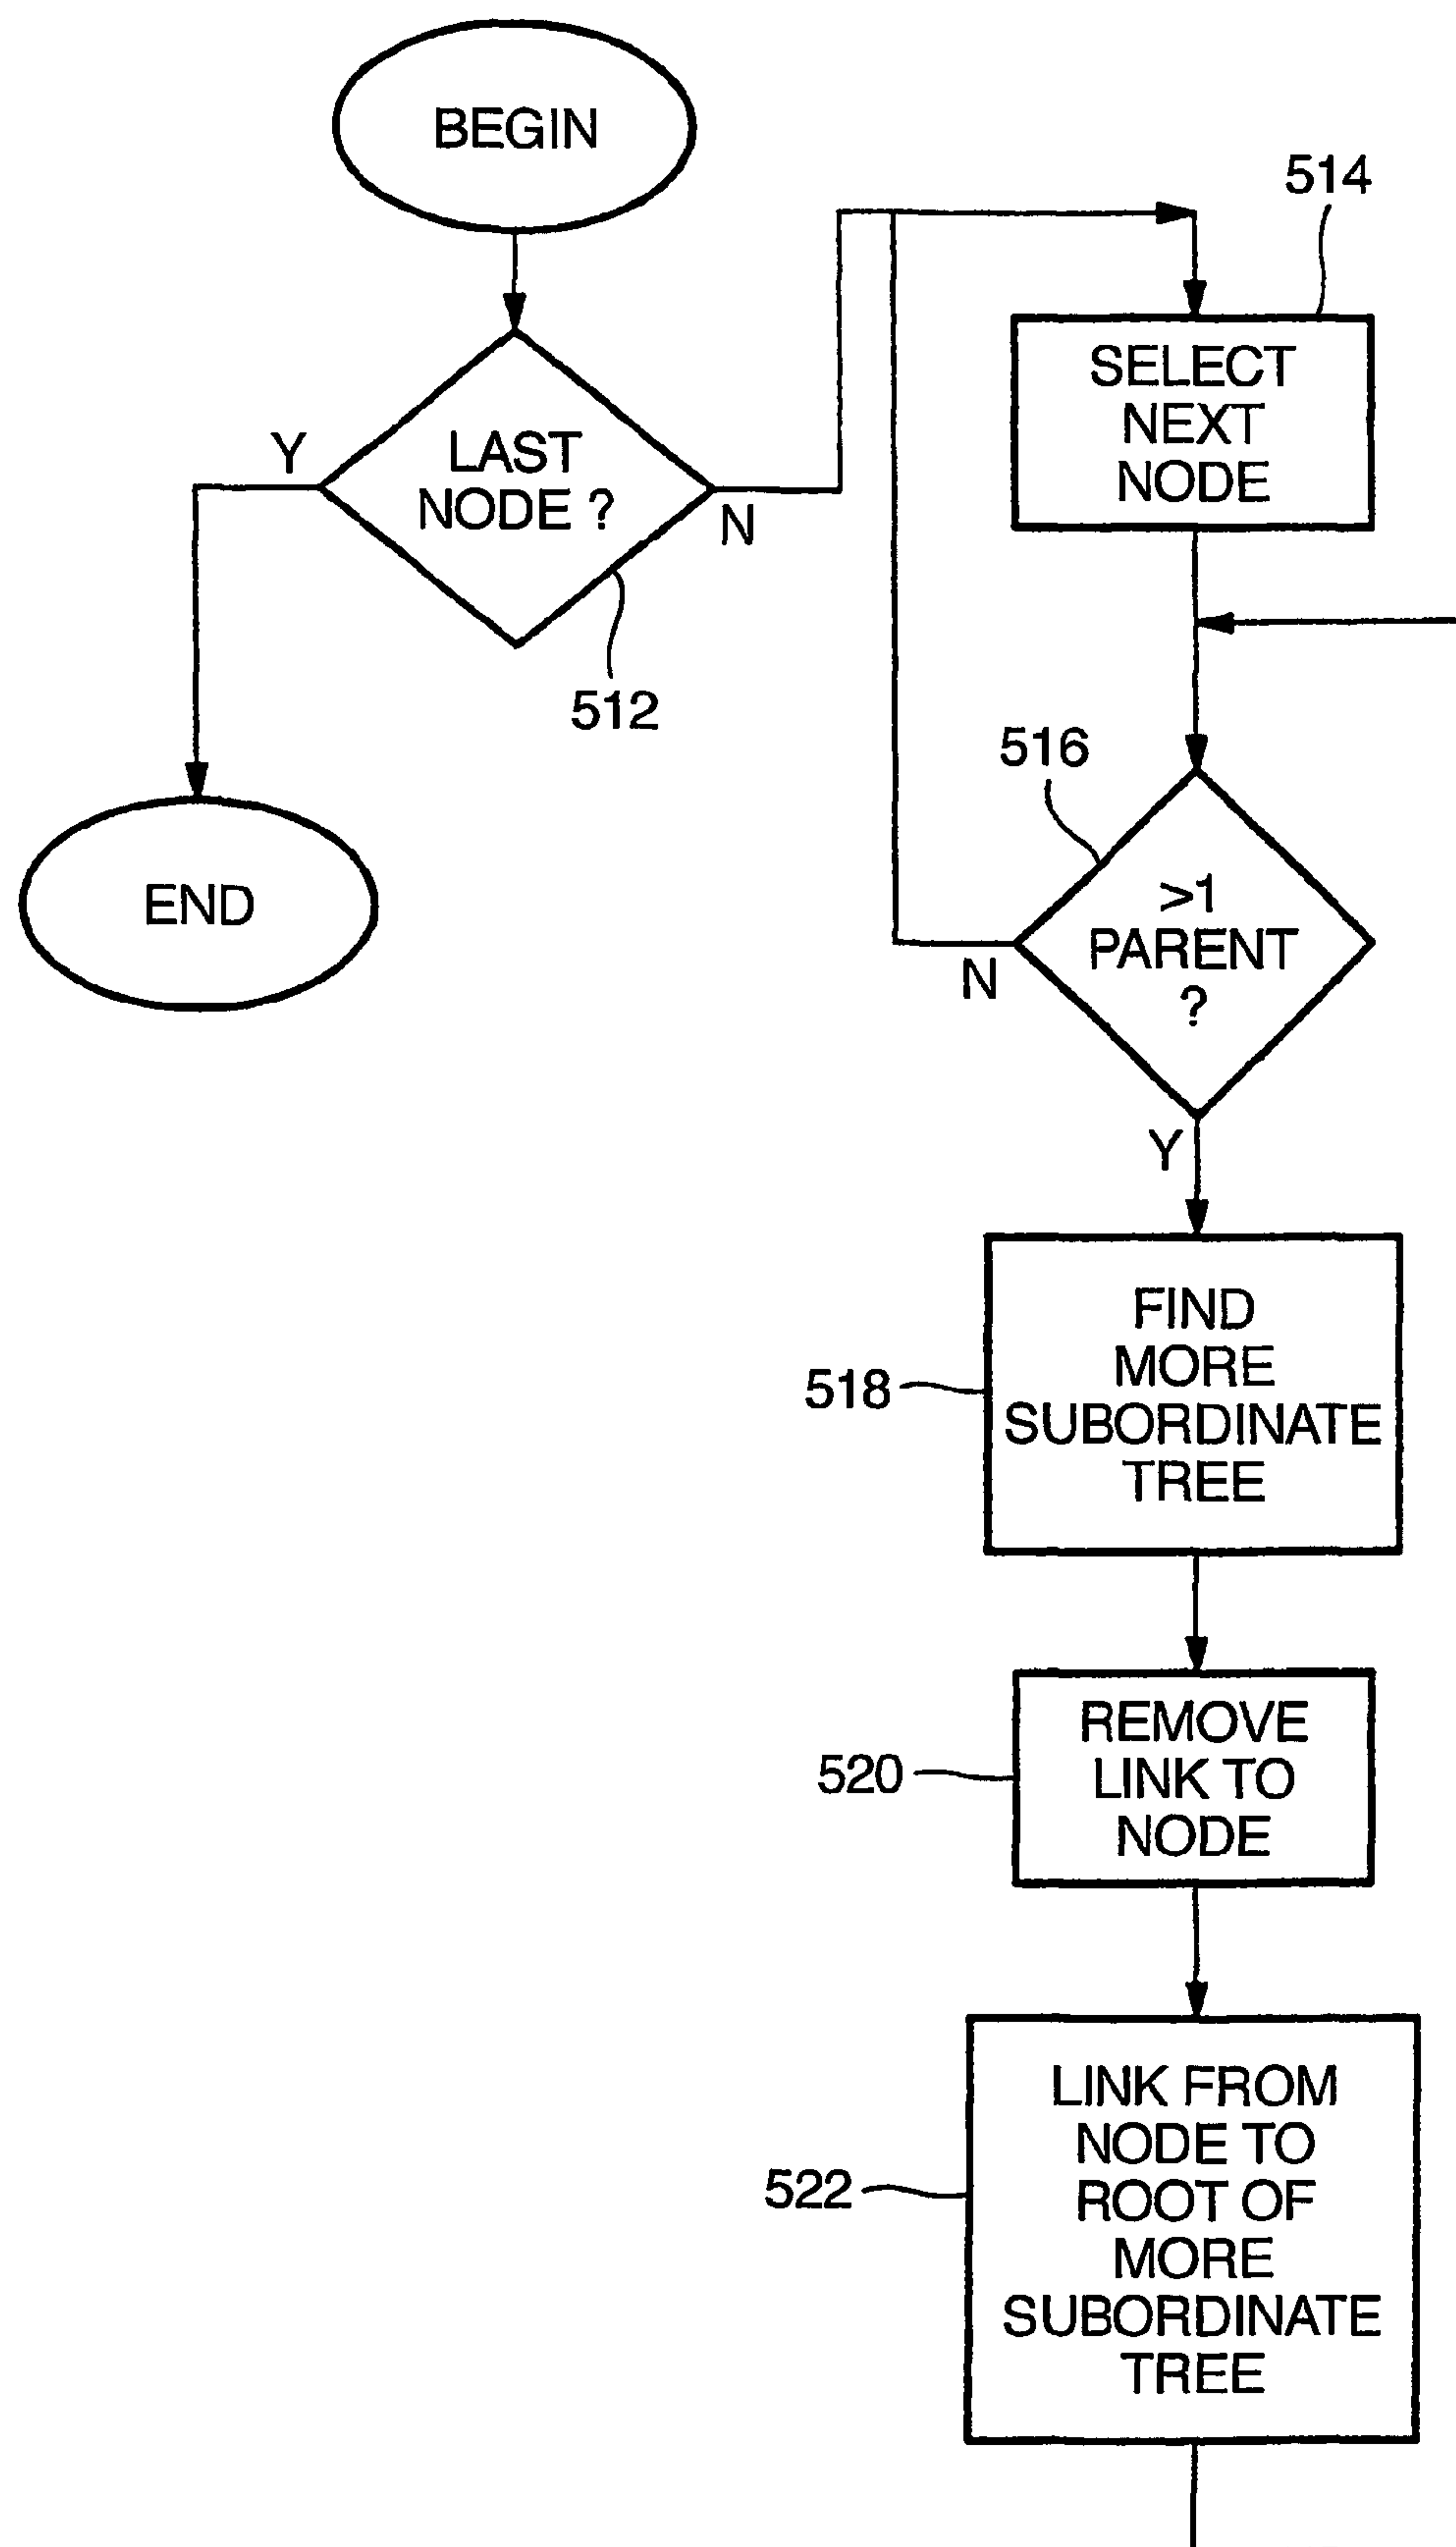 BEGIN
514
SELECT
NEXT
NODE
Y
LAST
NODE ?
N
512
516
>1
PARENT
?
END
N
Y
518
FIND
MORE
SUBORDINATE
TREE
520
REMOVE
LINK TO
NODE
522
LINK FROM
NODE TO
ROOT OF
MORE
SUBORDINATE
TREE